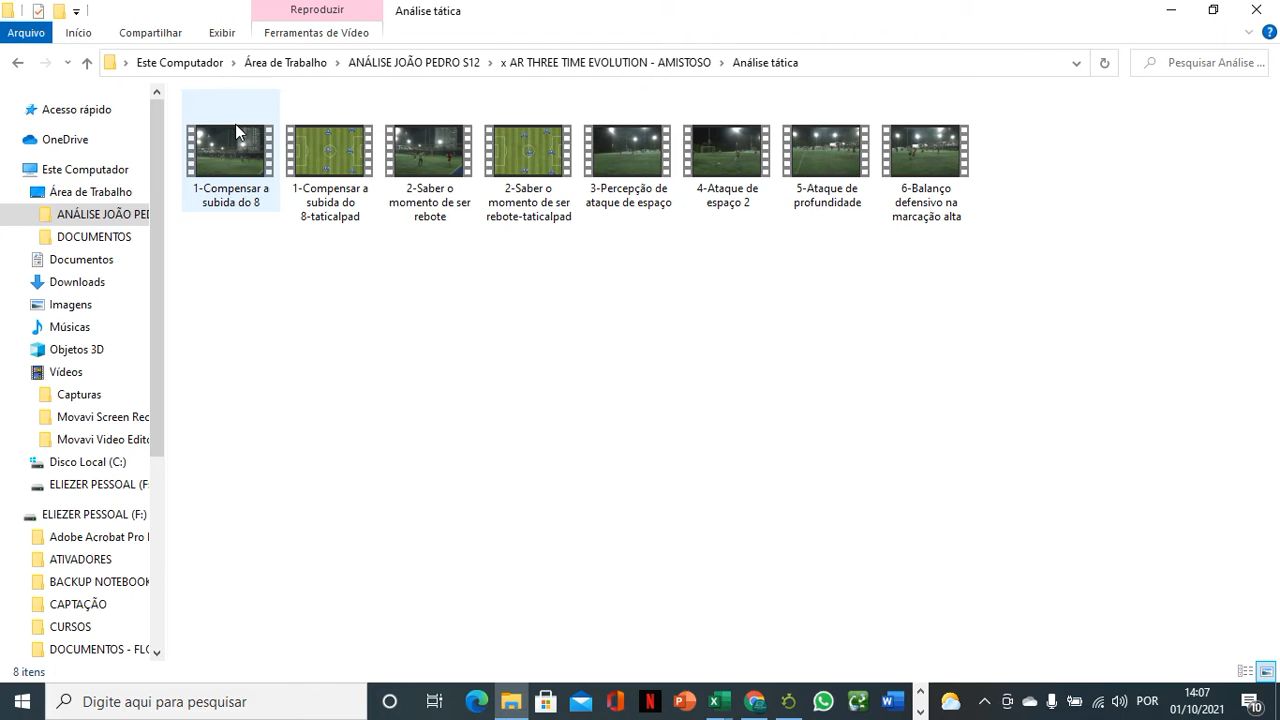 Reproduzir
Análise tática
Arquivo
Início
Compartilhar
Exibir
Ferramentas de Vídeo
Este Computador
Área de Trabalho
ANÁLISE JOÃO PEDRO S12
x AR THREE TIME EVOLUTION - AMISTOSO
Análise tática
Pesquisar Análise ...
Acesso rápido
OneDrive
Este Computador
Área de Trabalho
ANÁLISE JOÃO PED
DOCUMENTOS
Documentos
Downloads
Imagens
Músicas
Objetos 3D
Vídeos
Capturas
Movavi Screen Rec
Movavi Video Edito
Disco Local (C:)
ELIEZER PESSOAL (F:
ELIEZER PESSOAL (F:)
Adobe Acrobat Pro
ATIVADORES
BACKUP NOTEBOOK
CAPTAÇÃO
CURSOS
DOCUMENTOS - FLO
1-Compensar a
subida do 8
1-Compensar a
subida do
8-taticalpad
2-Saber o
momento de ser
rebote
2-Saber o
momento de ser
rebote-taticalpad
3-Percepção de
ataque de espaço
4-Ataque de
espaço 2
5-Ataque de
profundidade
6-Balanço
defensivo na
marcação alta
8 itens
Digite aqui para pesquisar
POR
14:07
01/10/2021
10